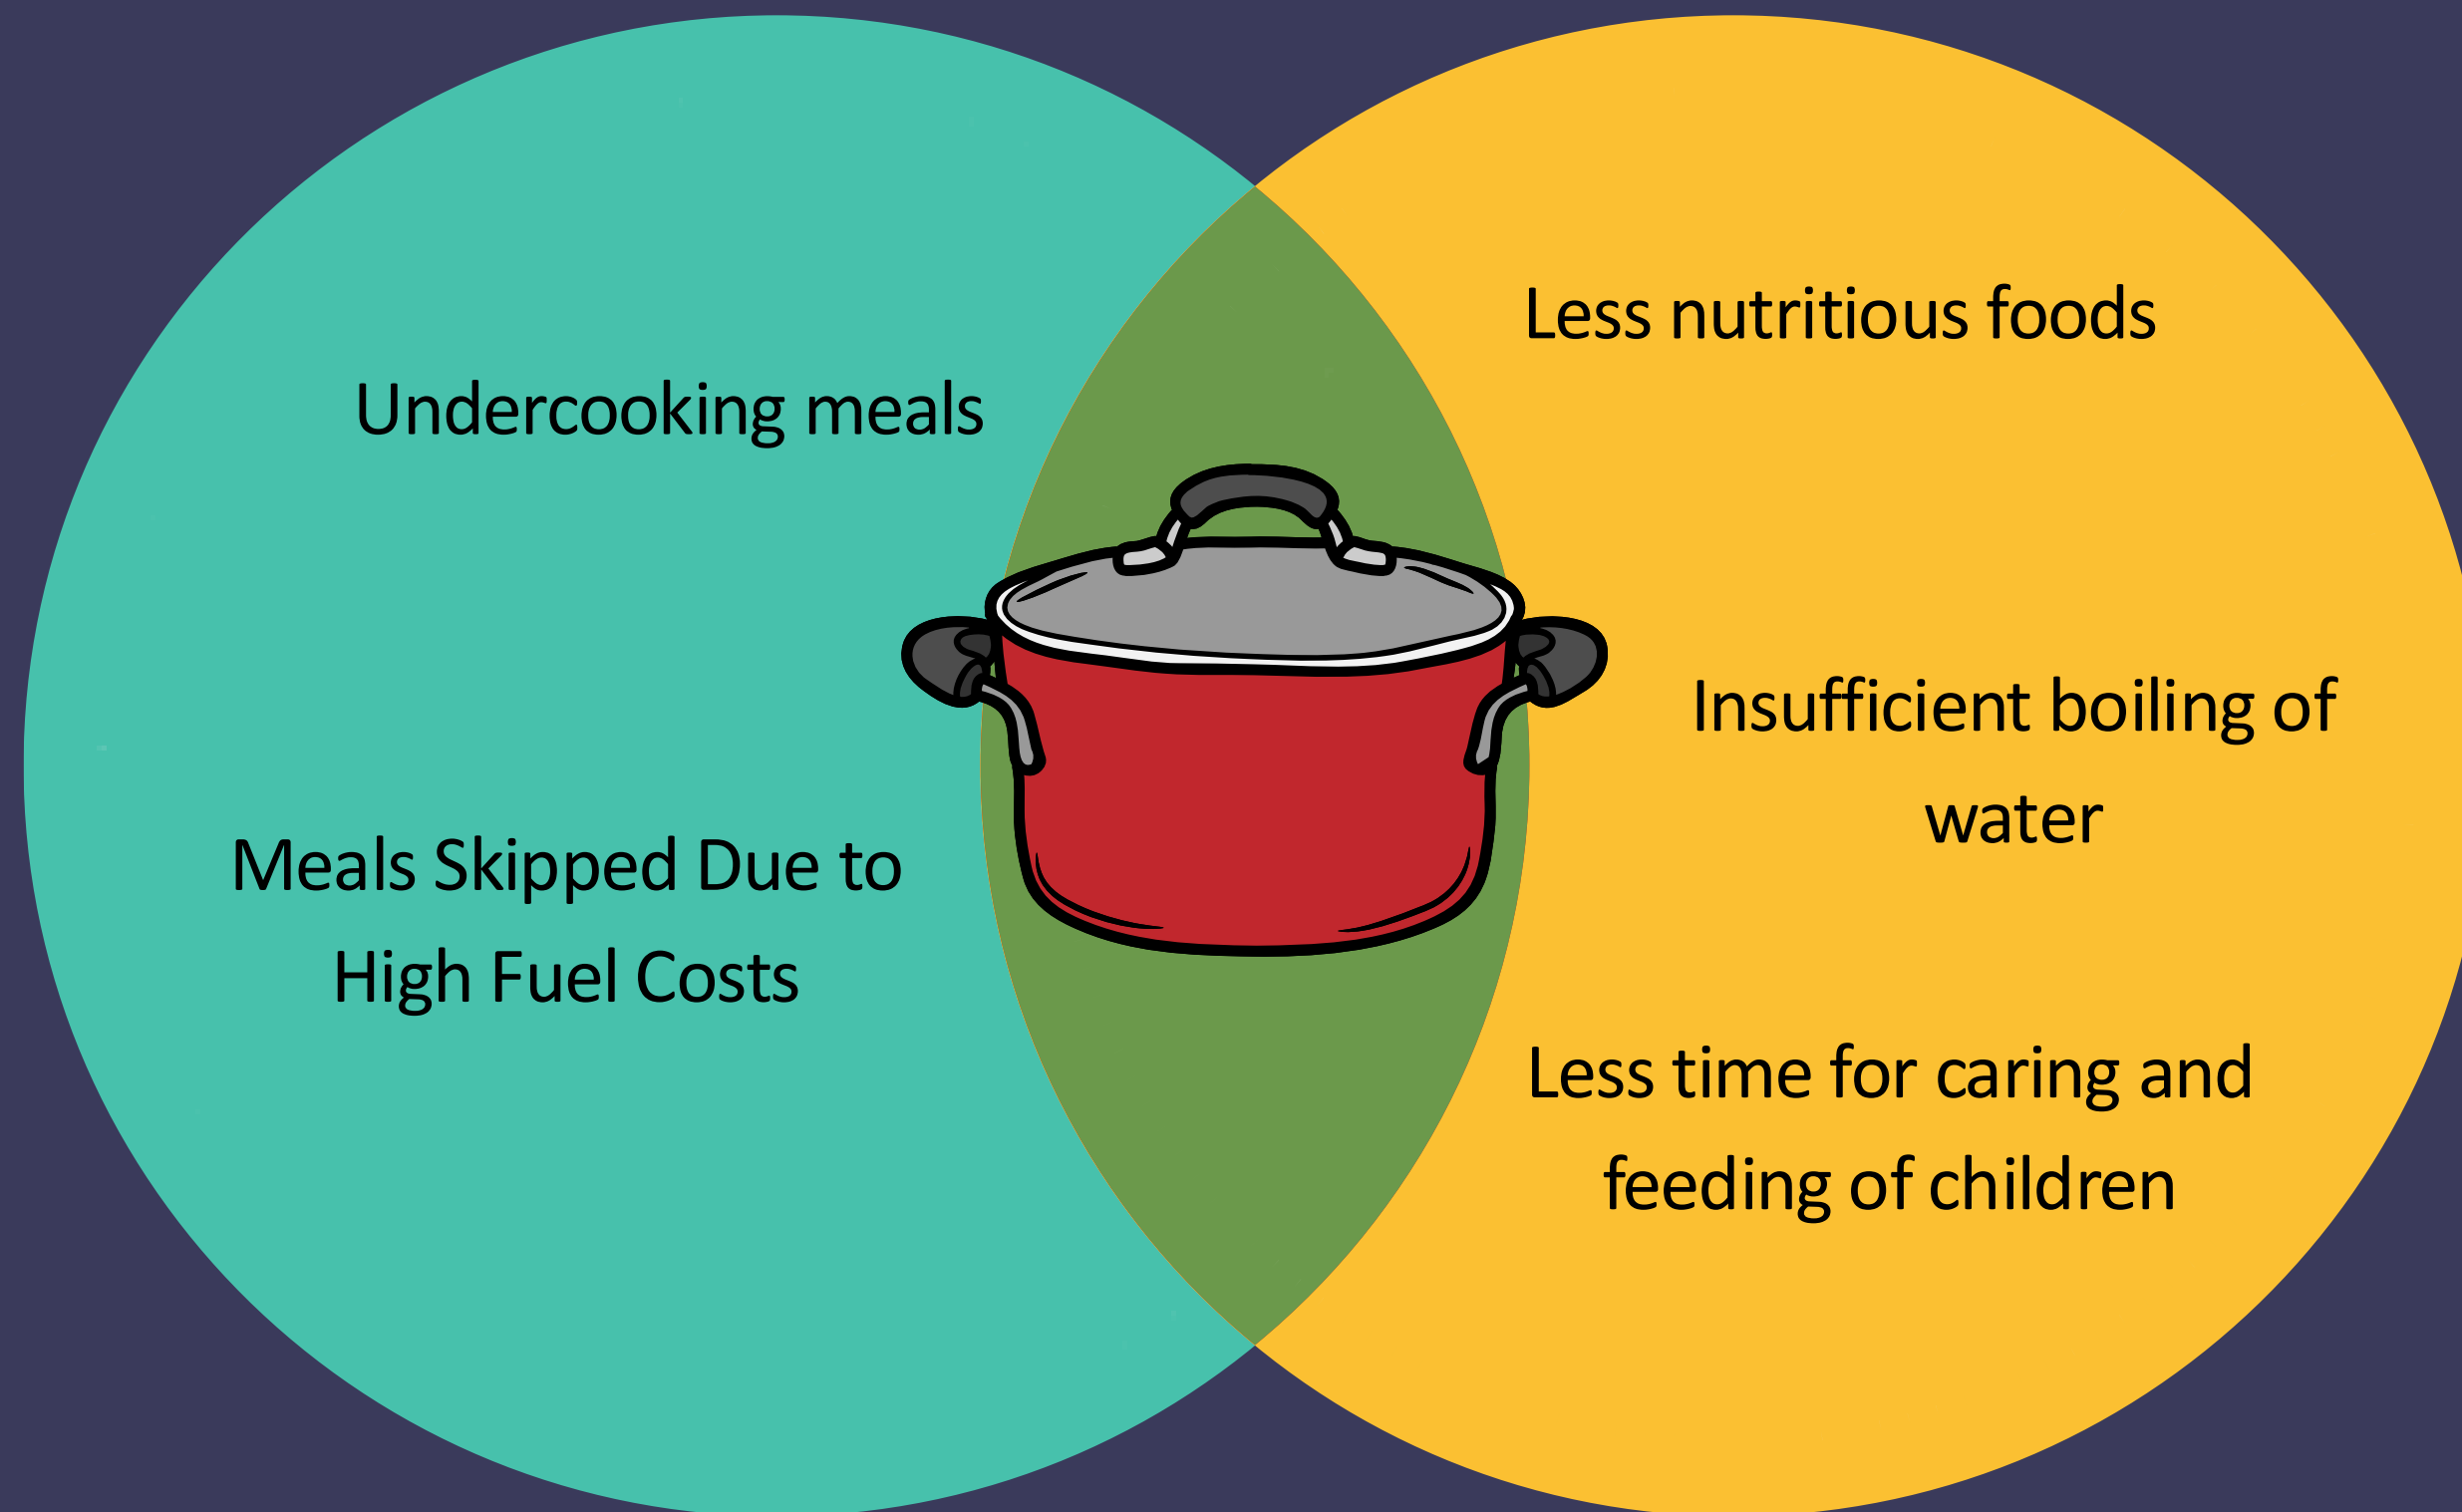 Undercooking meals
Meals Skipped Due to
High Fuel Costs
Less nutritious foods
Insufficient boiling of
water
Less time for caring and
feeding of children